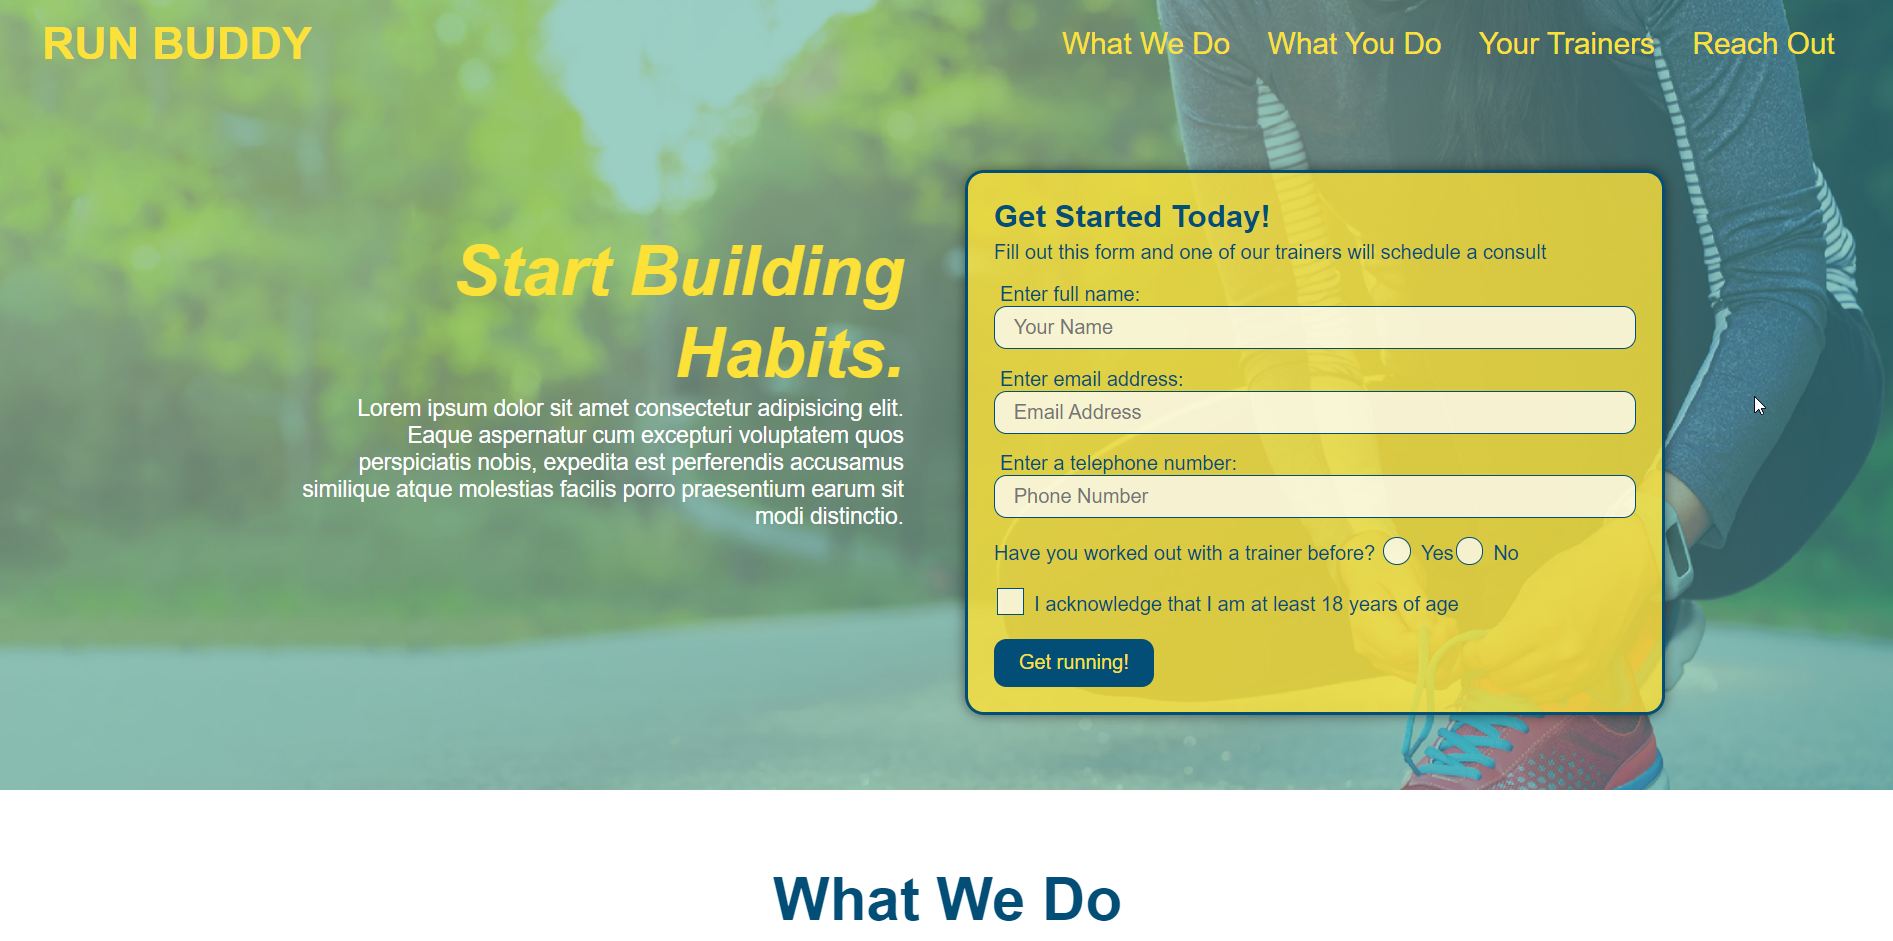 RUN BUDDY
What We Do What You Do Your Trainers Reach Out
Start Building
Habits.
Lorem ipsum dolor sit amet consectetur adipisicing elit.
Eaque aspernatur cum excepturi voluptatem quos
perspiciatis nobis, expedita est perferendis accusamus
similique atque molestias facilis porro praesentium earum sit
modi distinctio.
Get Started Today!
Fill out this form and one of our trainers will schedule a consult
Enter full name:
Your Name
Enter email address:
Email Address
Enter a telephone number:
Phone Number
Have you worked out with a trainer before? Yes No
I acknowledge that I am at least 18 years of age
Get running!
What We Do